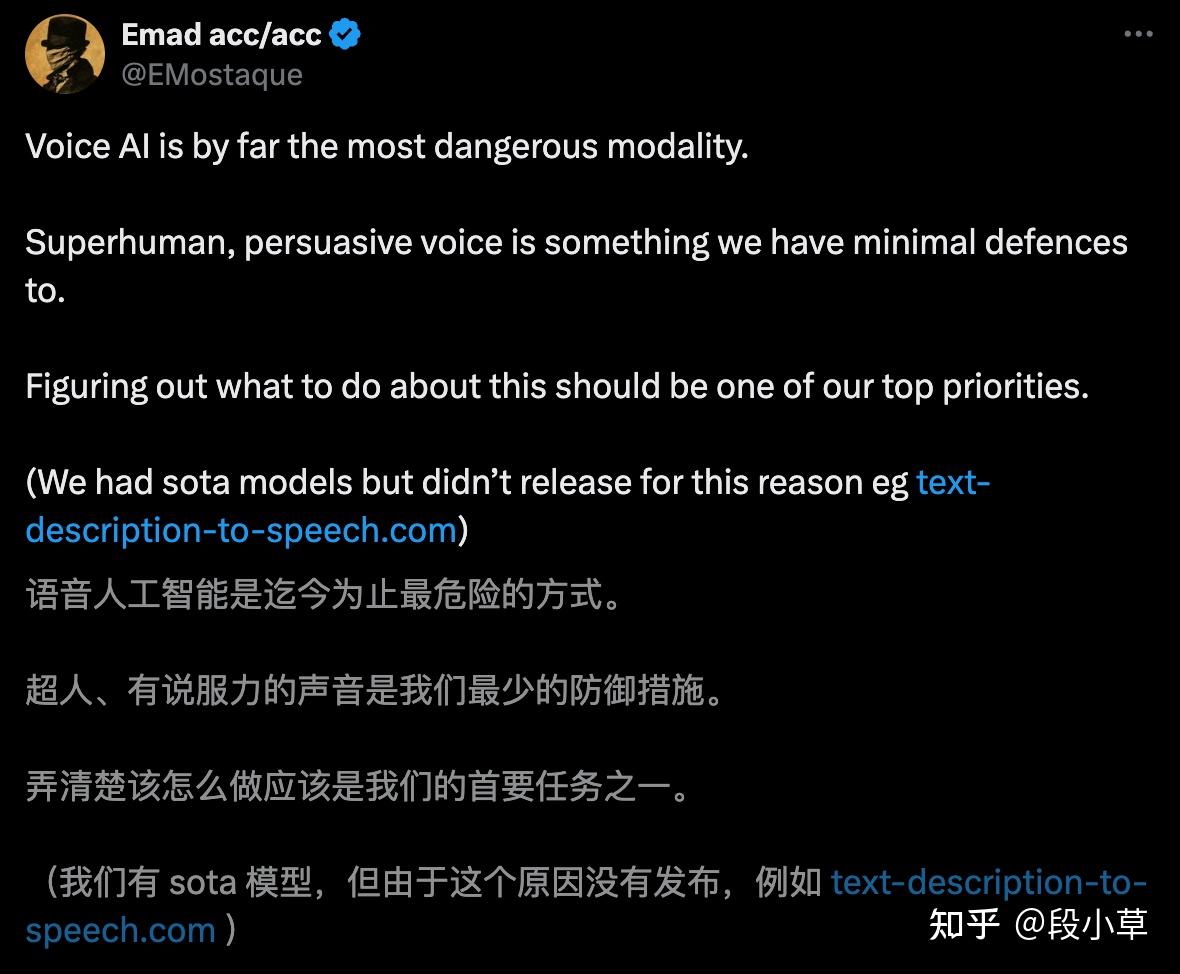 Emad acc/acc
@EMostaque
Voice AI is by far the most dangerous modality.
Superhuman, persuasive voice is something we have minimal defences
to.
Figuring out what to do about this should be one of our top priorities.
(We had sota models but didn’t release for this reason eg text-
description-to-speech.com)
语音人工智能是迄今为止最危险的方式。
超人、有说服力的声音是我们最少的防御措施。
弄清楚该怎么做应该是我们的首要任务之一。
（我们有 sota 模型，但由于这个原因没有发布，例如 text-description-to-
speech.com ）
知乎 @段小草